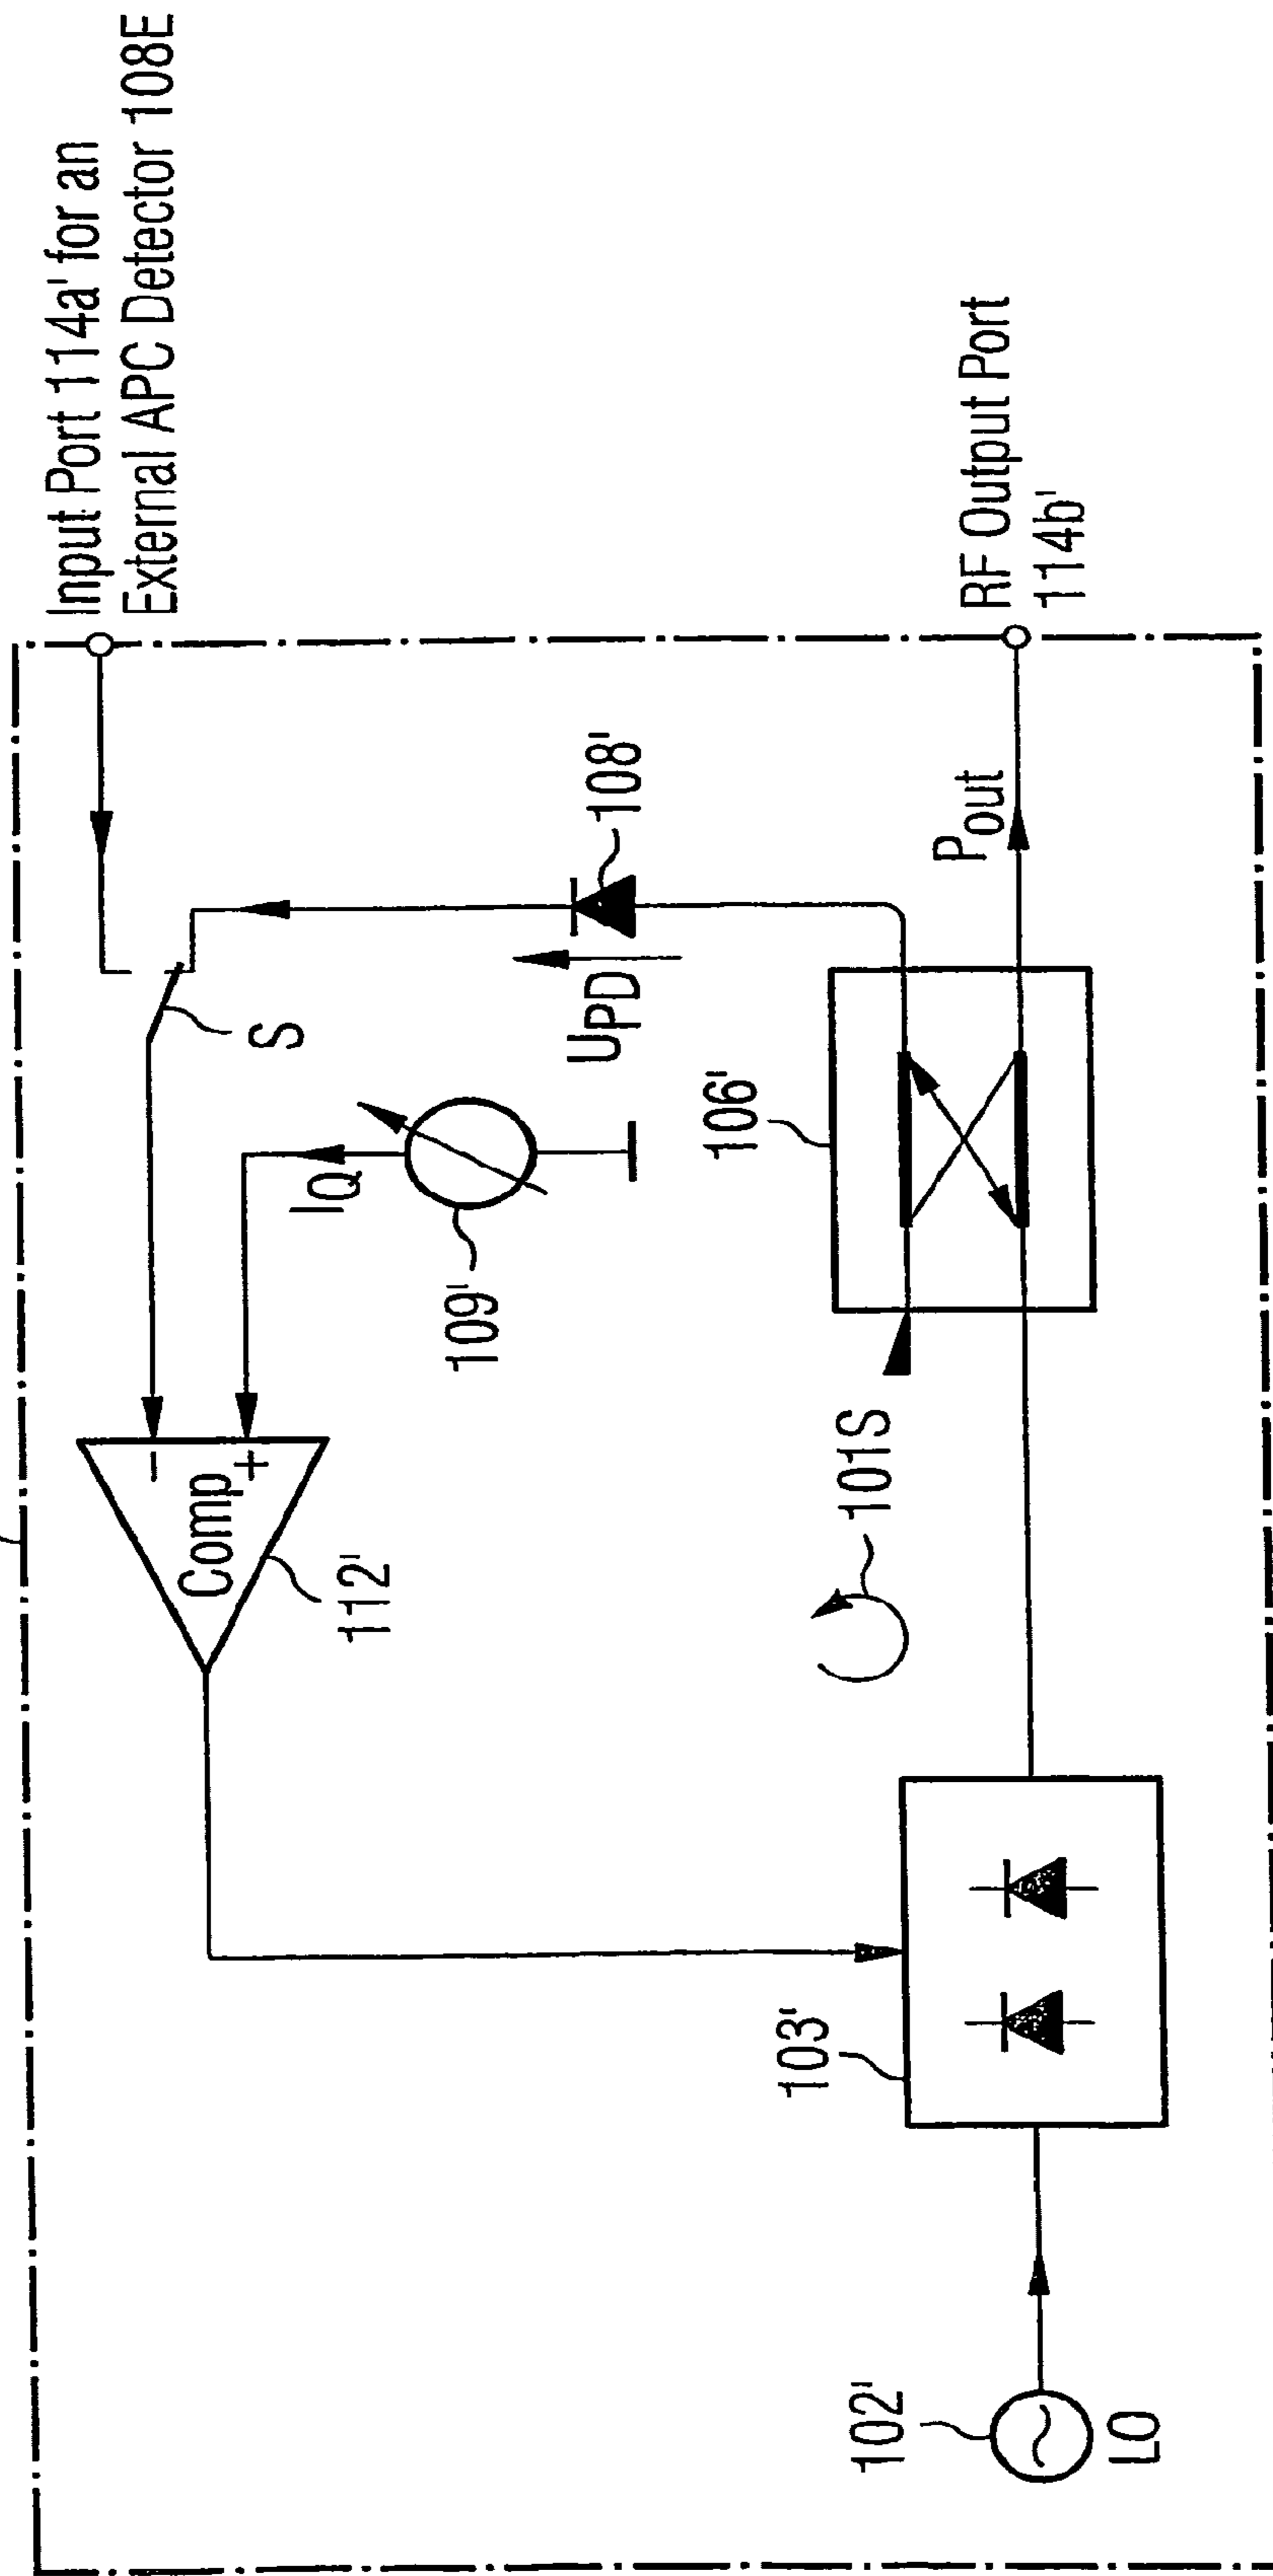 Input Port 114a' for an
External APC Detector 108E
S
I_Q
109'
Comp
-
+
112'
U_PD
108'
P_out
RF Output Port
114b'
106'
101S
103'
102'
LO